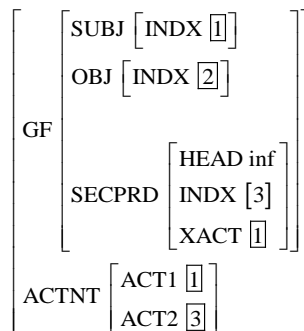 SUBJ [INDX 1]
OBJ [INDX 2]
GF
HEAD inf
SECPRD
INDX [3]
XACT 1
ACTNT
ACT1 1
ACT2 3